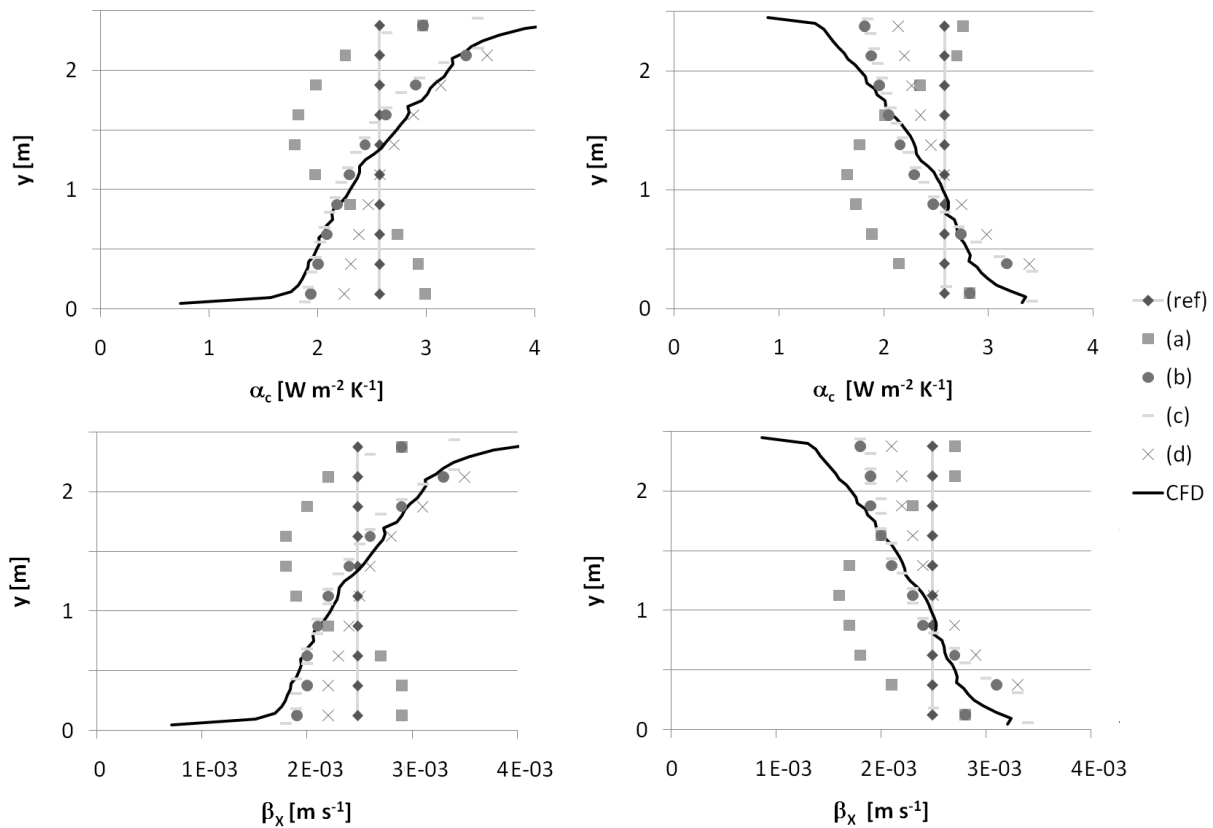 2
1
0
y [m]
0 1 2 3 4
αc [W m-2 K-1]
2
1
0
y [m]
0 1 2 3 4
αc [W m-2 K-1]
2
1
0
y [m]
0 1E-03 2E-03 3E-03 4E-03
βX [m s-1]
2
1
0
y [m]
0 1E-03 2E-03 3E-03 4E-03
βX [m s-1]
(ref)
(a)
(b)
(c)
(d)
CFD